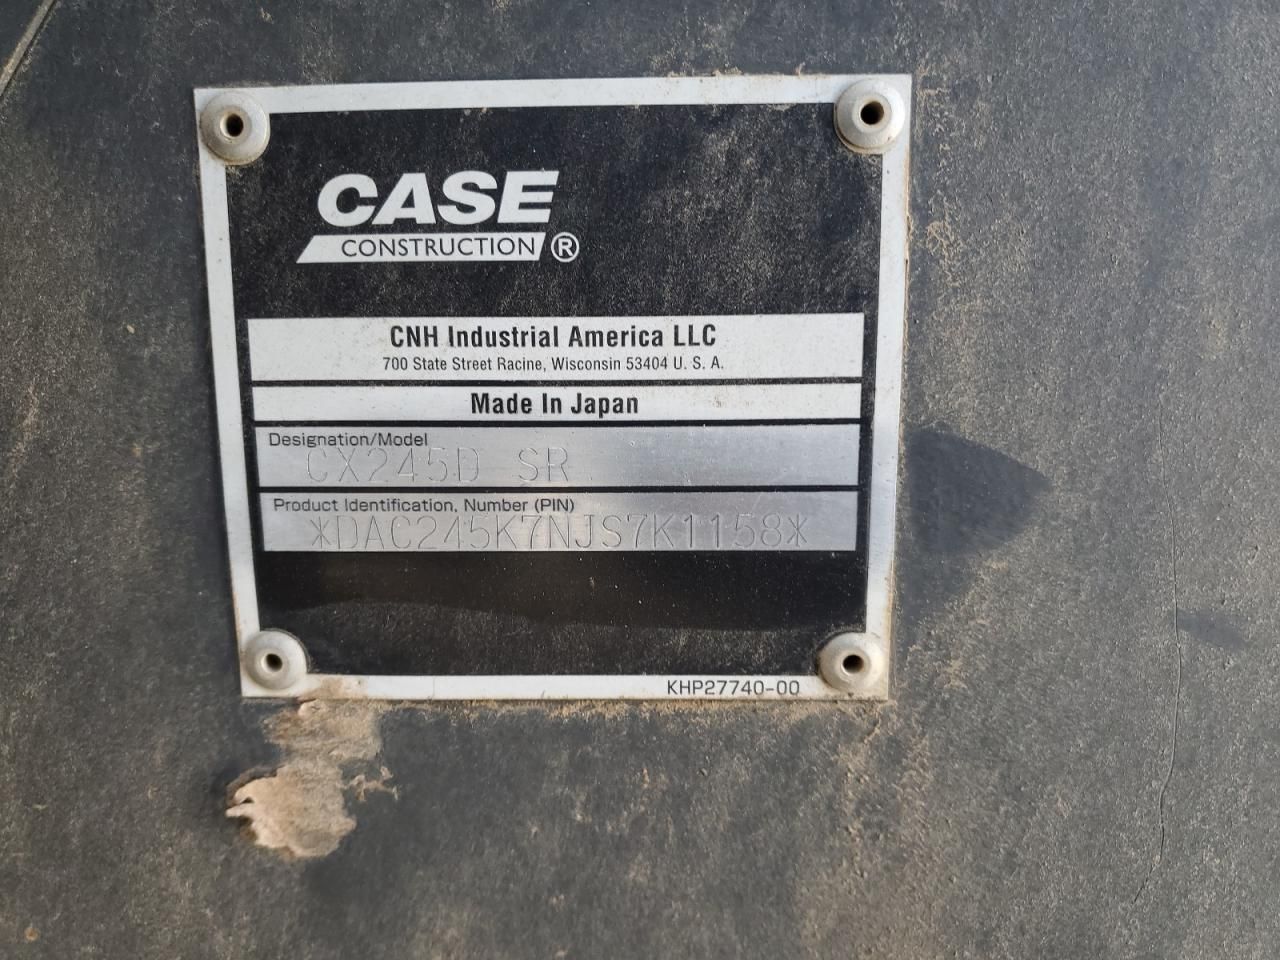 CASE
CONSTRUCTION ®
CNH Industrial America LLC
700 State Street Racine, Wisconsin 53404 U. S. A.
Made In Japan
Designation/Model
CX245D SR
Product Identification, Number (PIN)
*DAC245K7NJS7K1158*
KHP27740-00